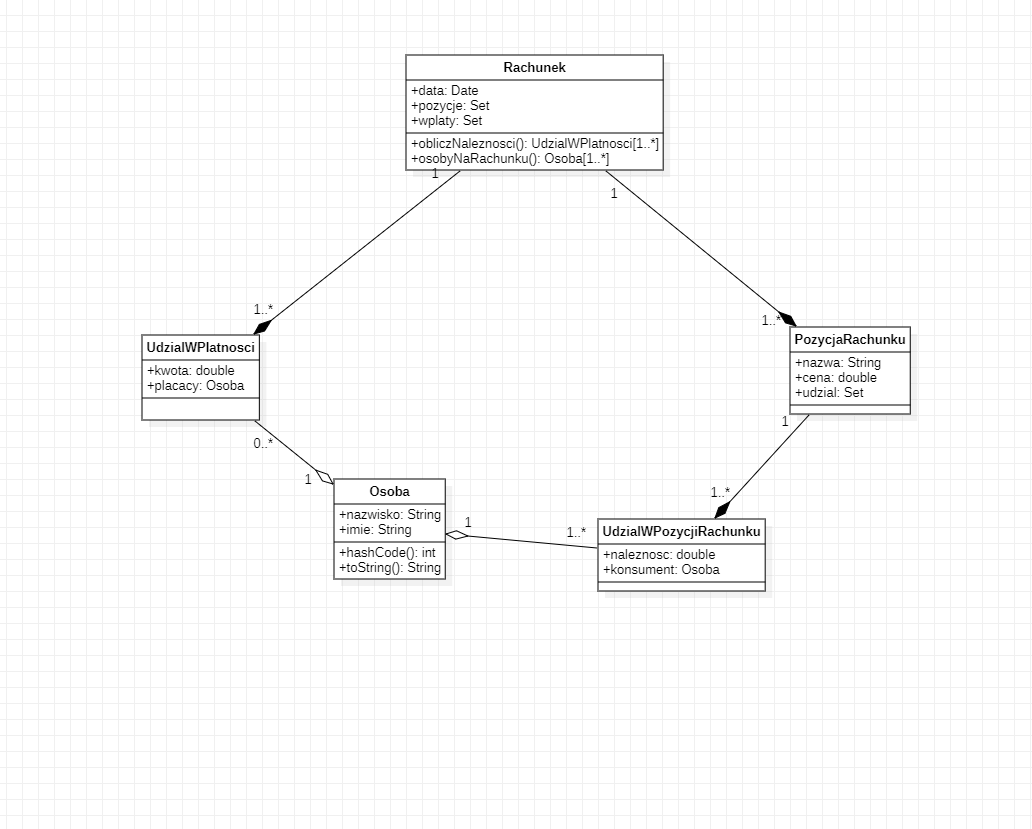 Rachunek
+data: Date
+pozycje: Set
+wplaty: Set
+obliczNaleznosci(): UdzialWPlatnosci[1..*]
+osobyNaRachunku(): Osoba[1..*]
1
1
1..*
1..*
UdzialWPlatnosci
+kwota: double
+placacy: Osoba
PozycjaRachunku
+nazwa: String
+cena: double
+udzial: Set
0..*
1
1
1..*
Osoba
+nazwisko: String
+imie: String
+hashCode(): int
+toString(): String
1
1..*
UdzialWPozycjiRachunku
+naleznosc: double
+konsument: Osoba